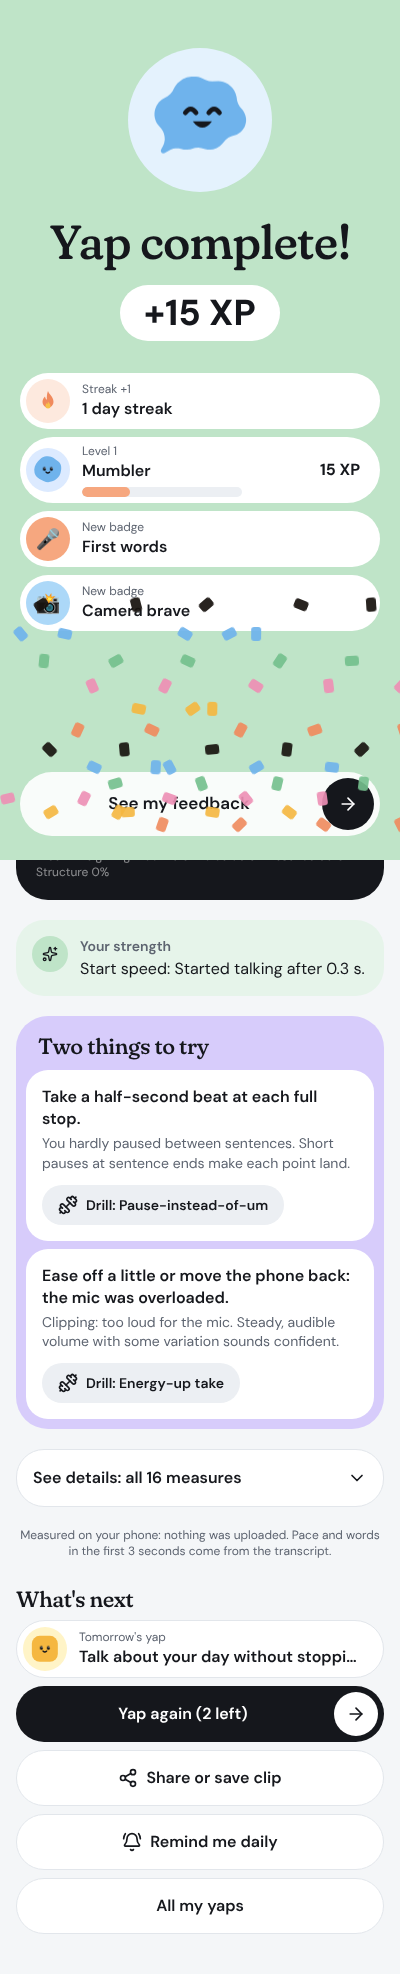 Yap complete!
+15 XP
Streak +1
1 day streak
Level 1
Mumbler
15 XP
New badge
First words
New badge
Camera brave
See my feedback
Structure 0%
Your strength
Start speed: Started talking after 0.3 s.
Two things to try
Take a half-second beat at each full
stop.
You hardly paused between sentences. Short
pauses at sentence ends make each point land.
Drill: Pause-instead-of-um
Ease off a little or move the phone back:
the mic was overloaded.
Clipping: too loud for the mic. Steady, audible
volume with some variation sounds confident.
Drill: Energy-up take
See details: all 16 measures
Measured on your phone: nothing was uploaded. Pace and words
in the first 3 seconds come from the transcript.
What's next
Tomorrow's yap
Talk about your day without stoppi...
Yap again (2 left)
Share or save clip
Remind me daily
All my yaps